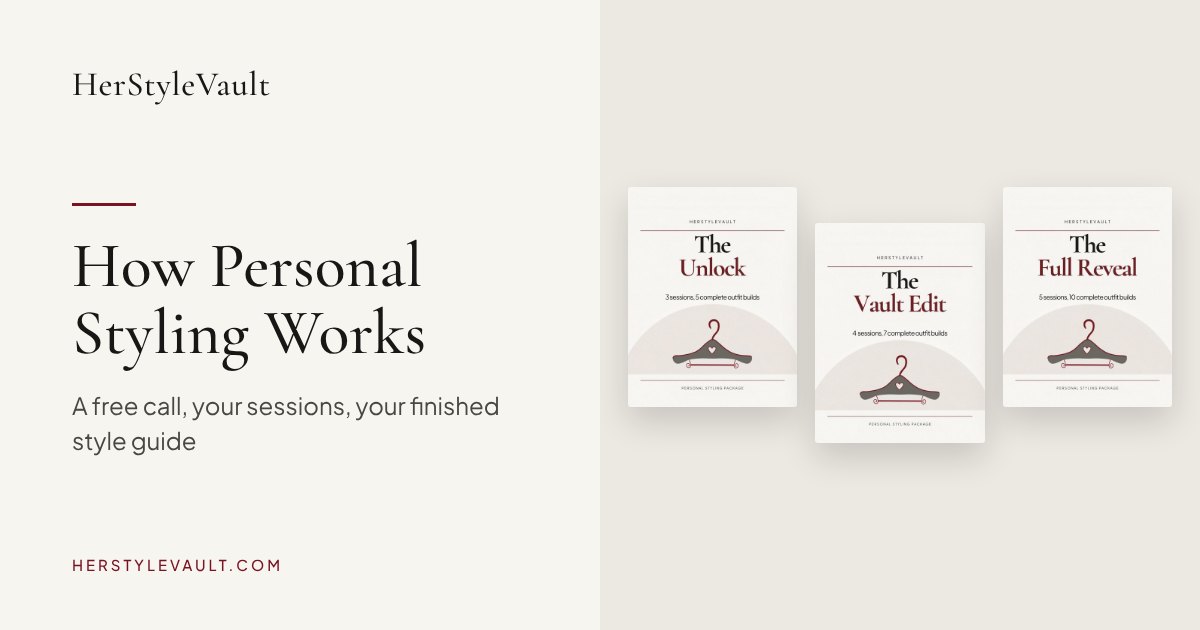 HerStyleVault
How Personal
Styling Works
A free call, your sessions, your finished
style guide
HERSTYLEVAULT.COM
HERSTYLEVAULT
The
Unlock
3 sessions, 5 complete outfit builds
PERSONAL STYLING PACKAGE
HERSTYLEVAULT
The
Vault Edit
4 sessions, 7 complete outfit builds
PERSONAL STYLING PACKAGE
HERSTYLEVAULT
The
Full Reveal
5 sessions, 10 complete outfit builds
PERSONAL STYLING PACKAGE